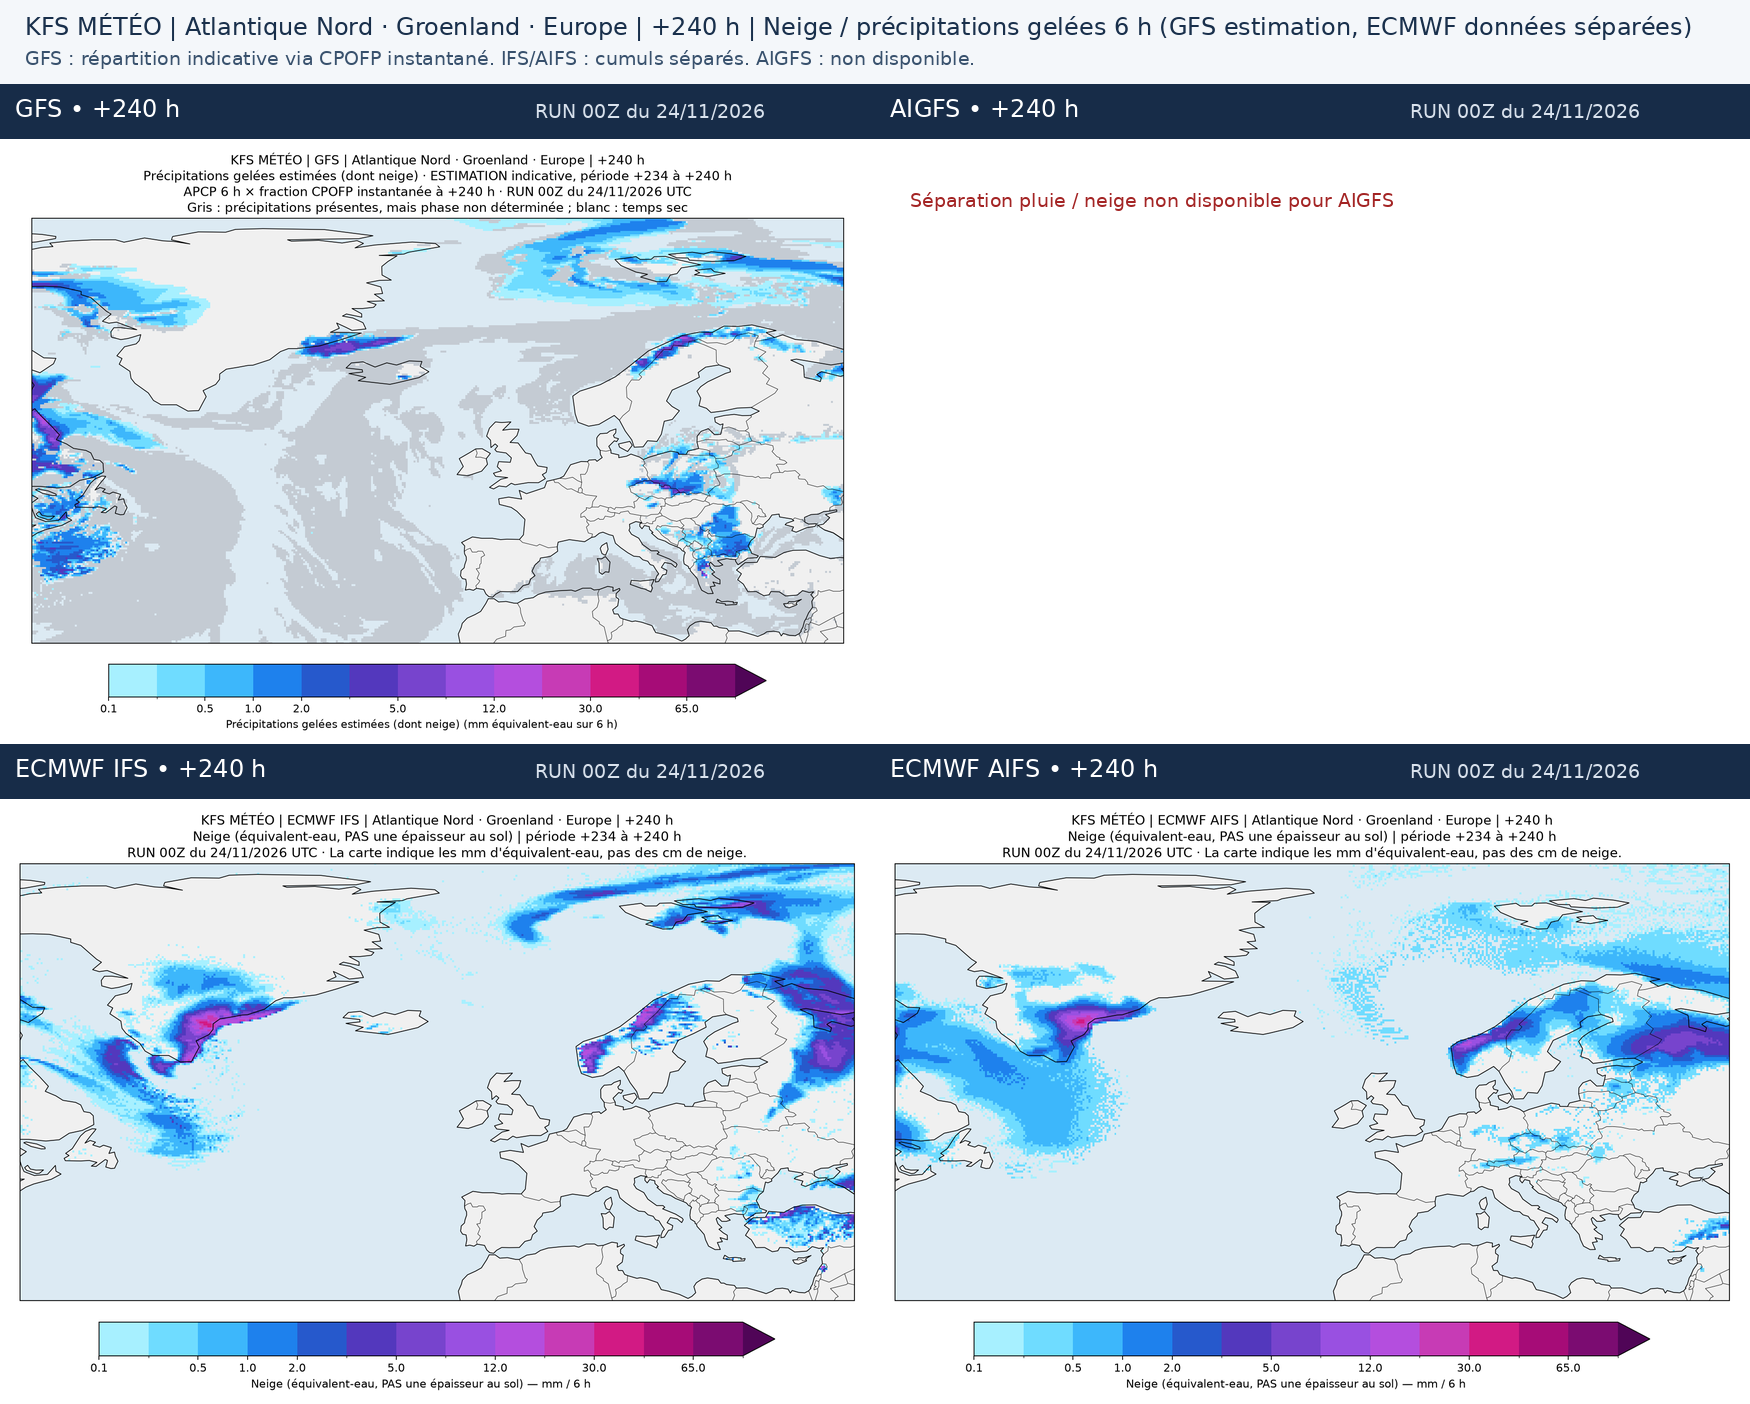 KFS MÉTÉO | Atlantique Nord · Groenland · Europe | +240 h | Neige / précipitations gelées 6 h (GFS estimation, ECMWF données séparées)
GFS : répartition indicative via CPOFP instantané. IFS/AIFS : cumuls séparés. AIGFS : non disponible.
GFS • +240 h
RUN 00Z du 24/11/2026
AIGFS • +240 h
RUN 00Z du 24/11/2026
KFS MÉTÉO | GFS | Atlantique Nord · Groenland · Europe | +240 h
Précipitations gelées estimées (dont neige) · ESTIMATION indicative, période +234 à +240 h
APCP 6 h × fraction CPOFP instantanée à +240 h · RUN 00Z du 24/11/2026 UTC
Gris : précipitations présentes, mais phase non déterminée ; blanc : temps sec
Séparation pluie / neige non disponible pour AIGFS
0.1 0.5 1.0 2.0 5.0 12.0 30.0 65.0
Précipitations gelées estimées (dont neige) (mm équivalent-eau sur 6 h)
ECMWF IFS • +240 h
RUN 00Z du 24/11/2026
ECMWF AIFS • +240 h
RUN 00Z du 24/11/2026
KFS MÉTÉO | ECMWF IFS | Atlantique Nord · Groenland · Europe | +240 h
Neige (équivalent-eau, PAS une épaisseur au sol) | période +234 à +240 h
RUN 00Z du 24/11/2026 UTC · La carte indique les mm d'équivalent-eau, pas des cm de neige.
KFS MÉTÉO | ECMWF AIFS | Atlantique Nord · Groenland · Europe | +240 h
Neige (équivalent-eau, PAS une épaisseur au sol) | période +234 à +240 h
RUN 00Z du 24/11/2026 UTC · La carte indique les mm d'équivalent-eau, pas des cm de neige.
0.1 0.5 1.0 2.0 5.0 12.0 30.0 65.0
Neige (équivalent-eau, PAS une épaisseur au sol) — mm / 6 h
0.1 0.5 1.0 2.0 5.0 12.0 30.0 65.0
Neige (équivalent-eau, PAS une épaisseur au sol) — mm / 6 h